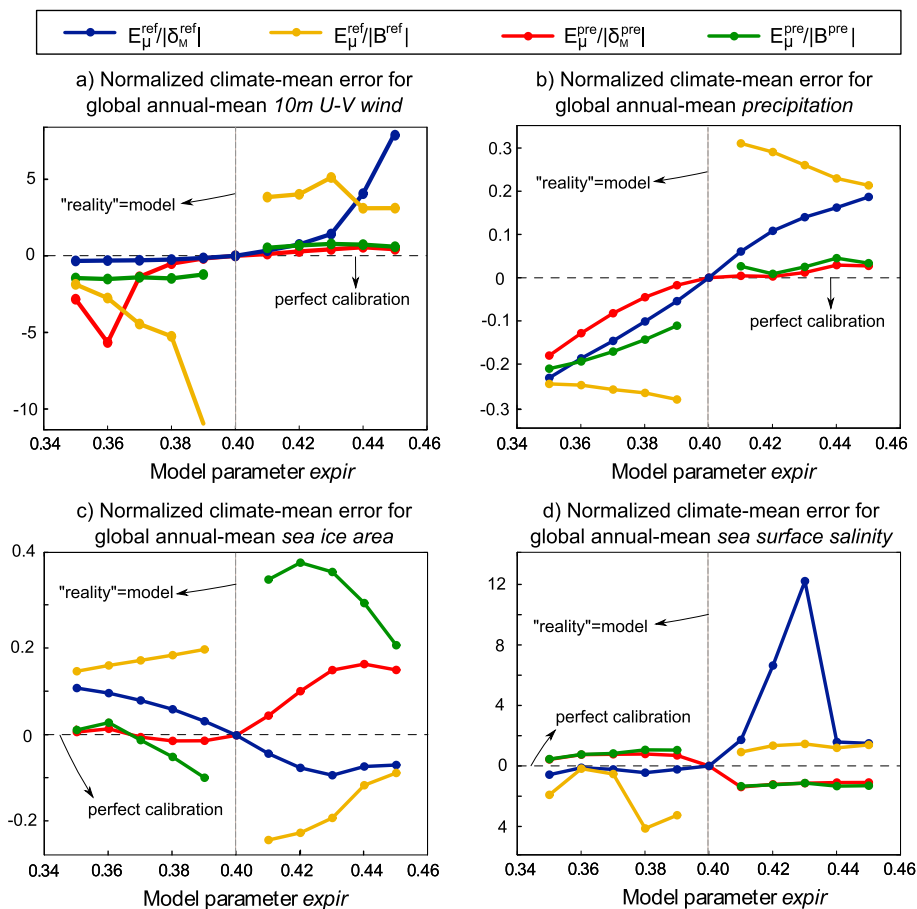 E_μ^ref/|δ_M^ref| E_μ^ref/|B^ref| E_μ^pre/|δ_M^pre| E_μ^pre/|B^pre|
a) Normalized climate-mean error for
global annual-mean 10m U-V wind
5
0
-5
-10
"reality"=model
perfect calibration
0.34 0.36 0.38 0.40 0.42 0.44 0.46
Model parameter expir
b) Normalized climate-mean error for
global annual-mean precipitation
0.3
0.2
0.1
0
-0.1
-0.2
-0.3
"reality"=model
perfect calibration
0.34 0.36 0.38 0.40 0.42 0.44 0.46
Model parameter expir
c) Normalized climate-mean error for
global annual-mean sea ice area
0.4
0.2
0
-0.2
"reality"=model
perfect calibration
0.34 0.36 0.38 0.40 0.42 0.44 0.46
Model parameter expir
d) Normalized climate-mean error for
global annual-mean sea surface salinity
12
8
4
0
4
"reality"=model
perfect calibration
0.34 0.36 0.38 0.40 0.42 0.44 0.46
Model parameter expir